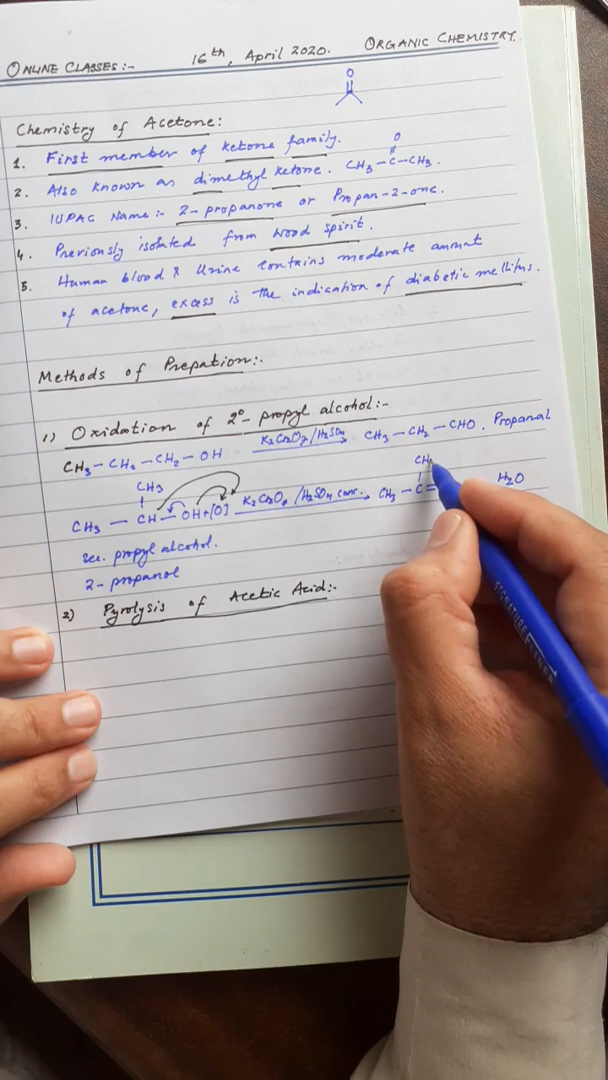 ONLINE CLASSES:- 16th, April 2020. ORGANIC CHEMISTRY.
O
Chemistry of Acetone:
1. First member of ketone family.
O
2. Also known as dimethyl ketone. CH3-C-CH3.
3. IUPAC Name:- 2-propanone or Propan-2-one.
4. Previously isolated from wood spirit.
5. Human blood & Urine contains moderate amount
of acetone, excess is the indication of diabetic mellitus.
Methods of Prepation:-
1) Oxidation of 2°-propyl alcohol:-
CH3-CH2-CH2-OH K2Cr2O7/H2SO4 CH3-CH2-CHO. Propanal
CH3 CH3
CH3-CH-OH+[O] K2Cr2O7/H2SO4 conc. CH3-C= H2O
sec. propyl alcohol.
2-propanol
2) Pyrolysis of Acetic Acid:-
SIGNATURE